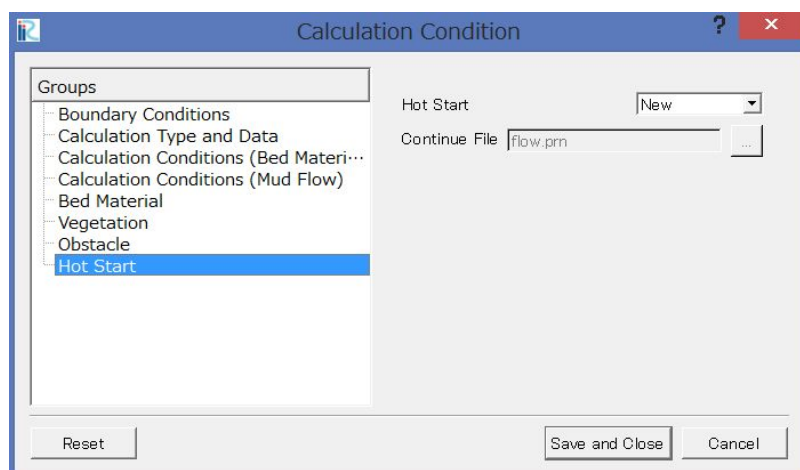 iRC
Calculation Condition
?
×
Groups
Boundary Conditions
Calculation Type and Data
Calculation Conditions (Bed Materi···
Calculation Conditions (Mud Flow)
Bed Material
Vegetation
Obstacle
Hot Start
Hot Start
New
Continue File
flow.prn
...
Reset
Save and Close
Cancel